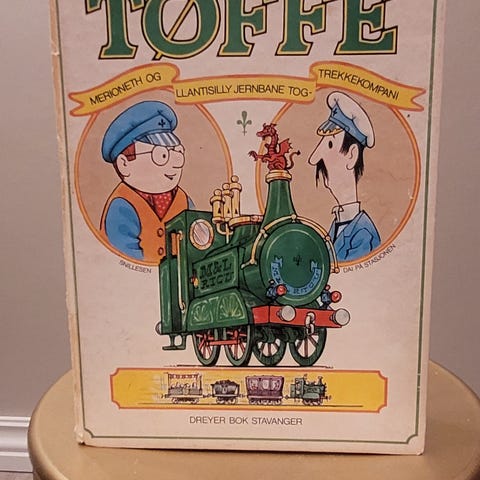 TØFFE
MERIONETH OG
LLANTISILLY JERNBANE TOG-
TREKKEKOMPANI
SNILLESEN
DAI PÅ STASJONEN
M&L
DREYER BOK STAVANGER